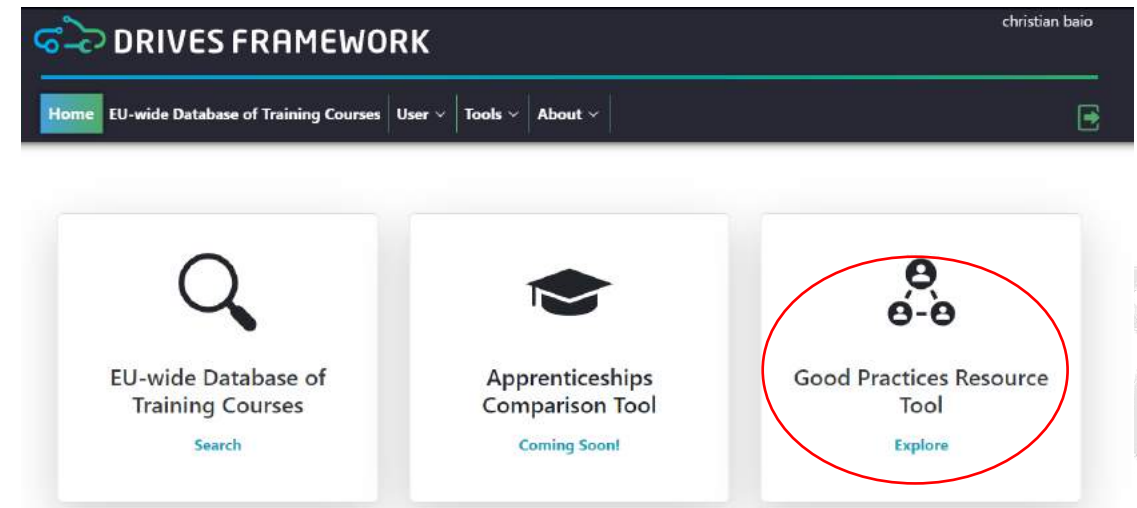 christian baio
DRIVES FRAMEWORK
Home EU-wide Database of Training Courses User Tools About
EU-wide Database of
Training Courses
Search
Apprenticeships
Comparison Tool
Coming Soon!
Good Practices Resource
Tool
Explore